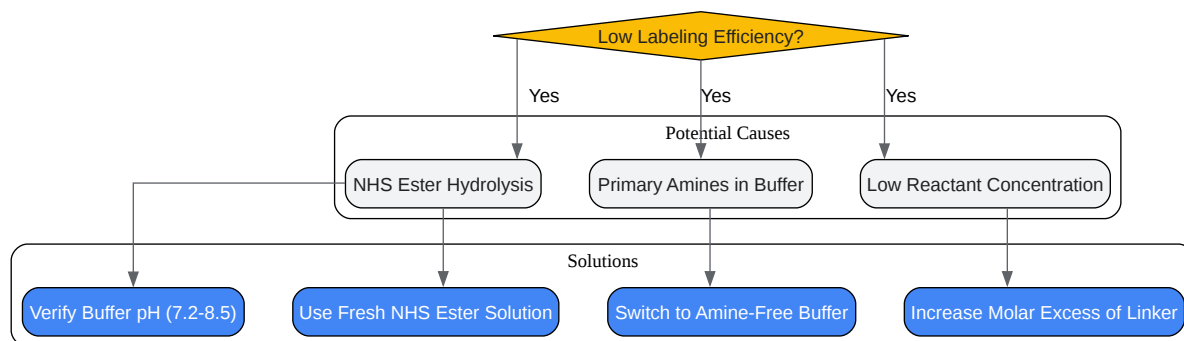 Low Labeling Efficiency?
Yes
Yes
Yes
Potential Causes
NHS Ester Hydrolysis
Primary Amines in Buffer
Low Reactant Concentration
Solutions
Verify Buffer pH (7.2-8.5)
Use Fresh NHS Ester Solution
Switch to Amine-Free Buffer
Increase Molar Excess of Linker